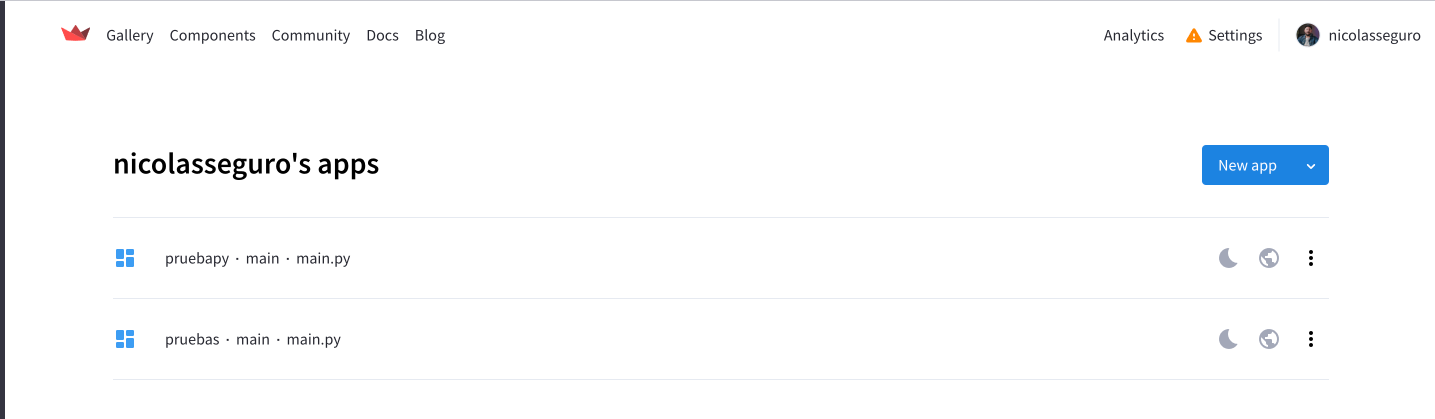 Gallery Components Community Docs Blog Analytics Settings nicolasseguro
nicolasseguro's apps New app
pruebapy · main · main.py
pruebas · main · main.py